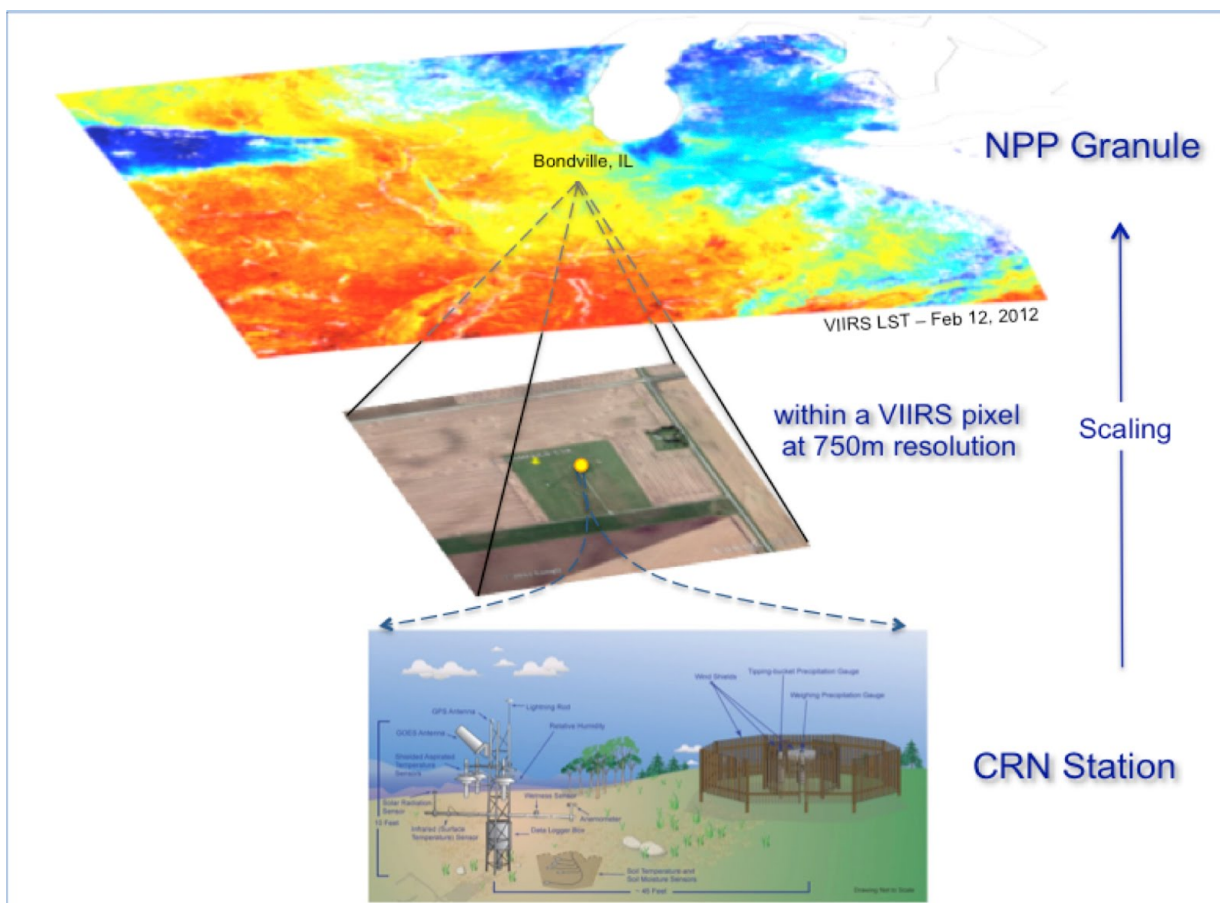 NPP Granule
Bondville, IL
VIIRS LST – Feb 12, 2012
within a VIIRS pixel
at 750m resolution
Scaling
CRN Station
Tipping-bucket Precipitation Gauge
Wind Shields
Weighing Precipitation Gauge
Lightning Rod
GPS Antenna
Relative Humidity
GOES Antenna
Shielded Aspirated
Temperature
Sensors
Solar Radiation
Sensor
Wetness Sensor
10 Feet
Infrared (Surface
Temperature) Sensor
Anemometer
Data Logger Box
Soil Temperature and
Soil Moisture Sensors
~ 45 Feet
Drawing Not to Scale